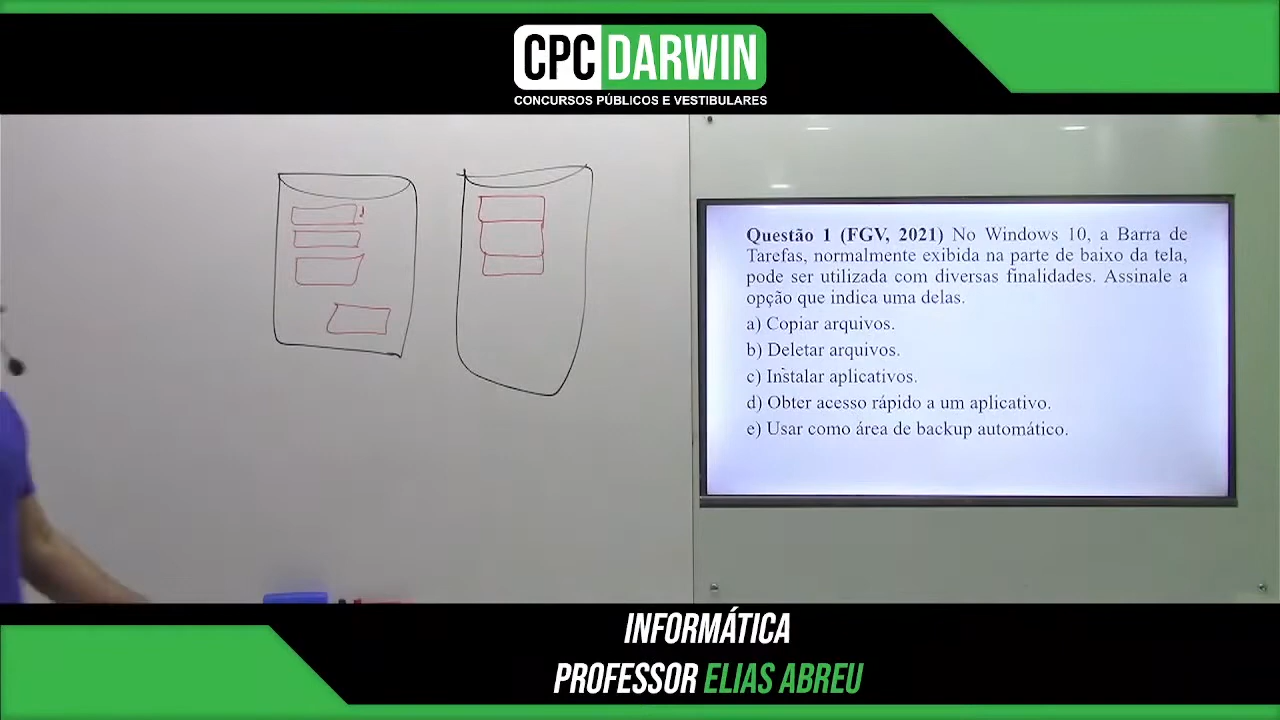 CPC DARWIN
CONCURSOS PÚBLICOS E VESTIBULARES
Questão 1 (FGV, 2021) No Windows 10, a Barra de
Tarefas, normalmente exibida na parte de baixo da tela,
pode ser utilizada com diversas finalidades. Assinale a
opção que indica uma delas.
a) Copiar arquivos.
b) Deletar arquivos.
c) Instalar aplicativos.
d) Obter acesso rápido a um aplicativo.
e) Usar como área de backup automático.
INFORMÁTICA
PROFESSOR ELIAS ABREU